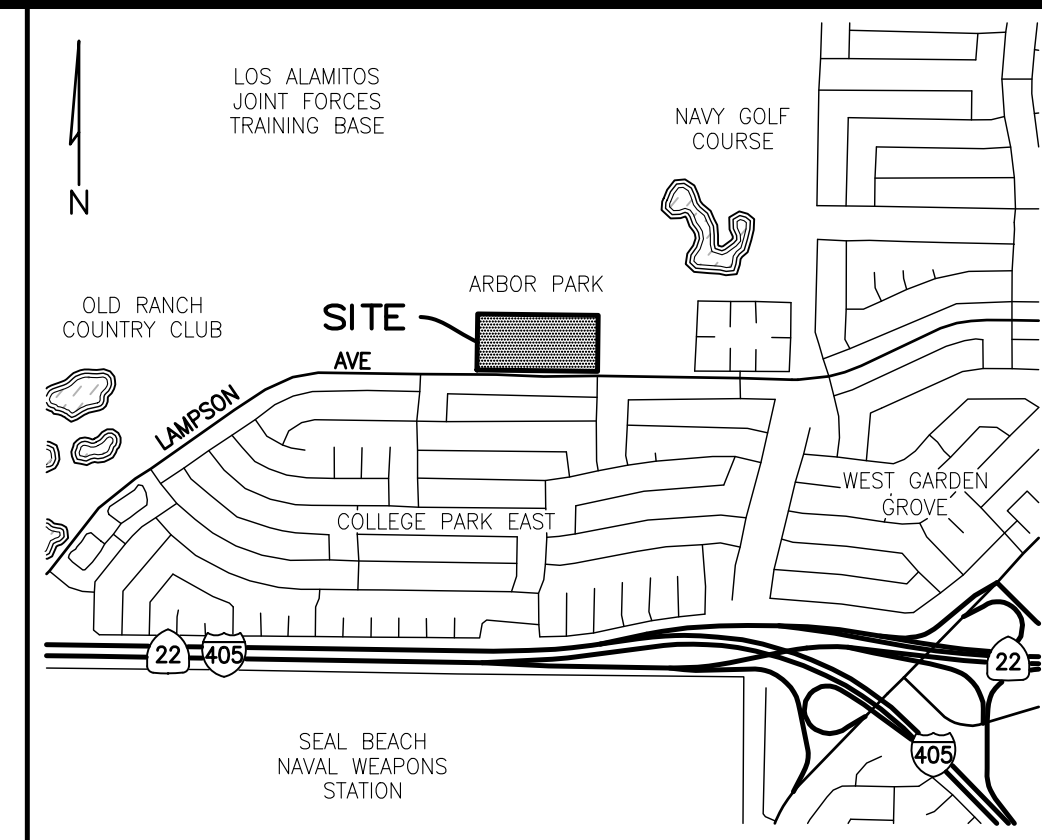 LOS ALAMITOS
JOINT FORCES
TRAINING BASE
NAVY GOLF
COURSE
N
ARBOR PARK
OLD RANCH
COUNTRY CLUB
SITE
AVE
LAMPSON
WEST GARDEN
GROVE
COLLEGE PARK EAST
22
405
22
SEAL BEACH
NAVAL WEAPONS
STATION
405